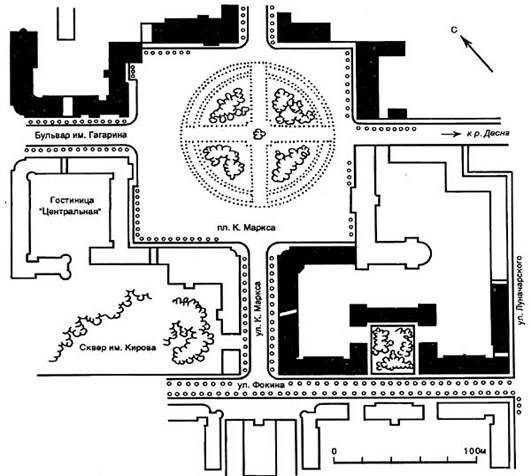 С
Бульвар им. Гагарина
к р. Десна
Гостиница
"Центральная"
пл. К. Маркса
ул. К. Маркса
ул. Луначарского
Сквер им. Кирова
ул. Фокина
0
100м